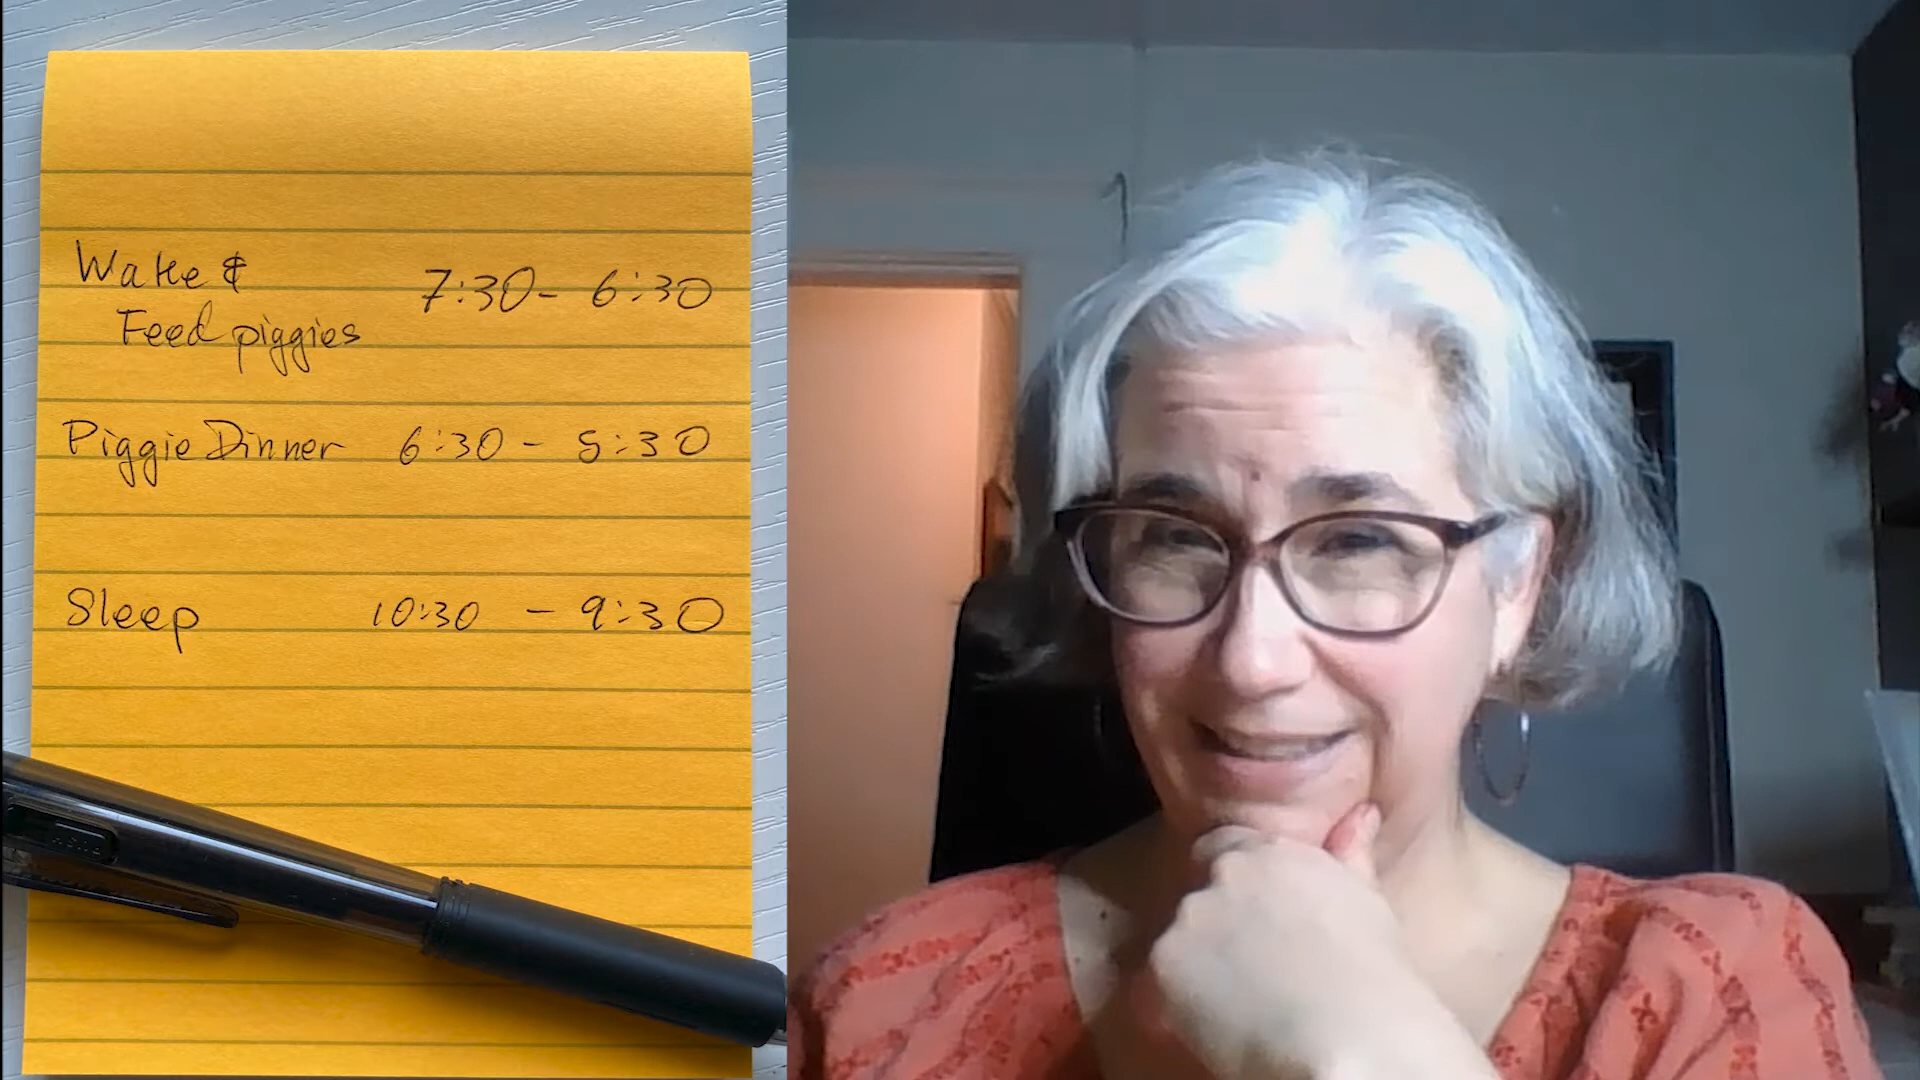 Wake &
7:30 - 6:30
Feed piggies
Piggie Dinner 6:30 - 5:30
Sleep 10:30 - 9:30